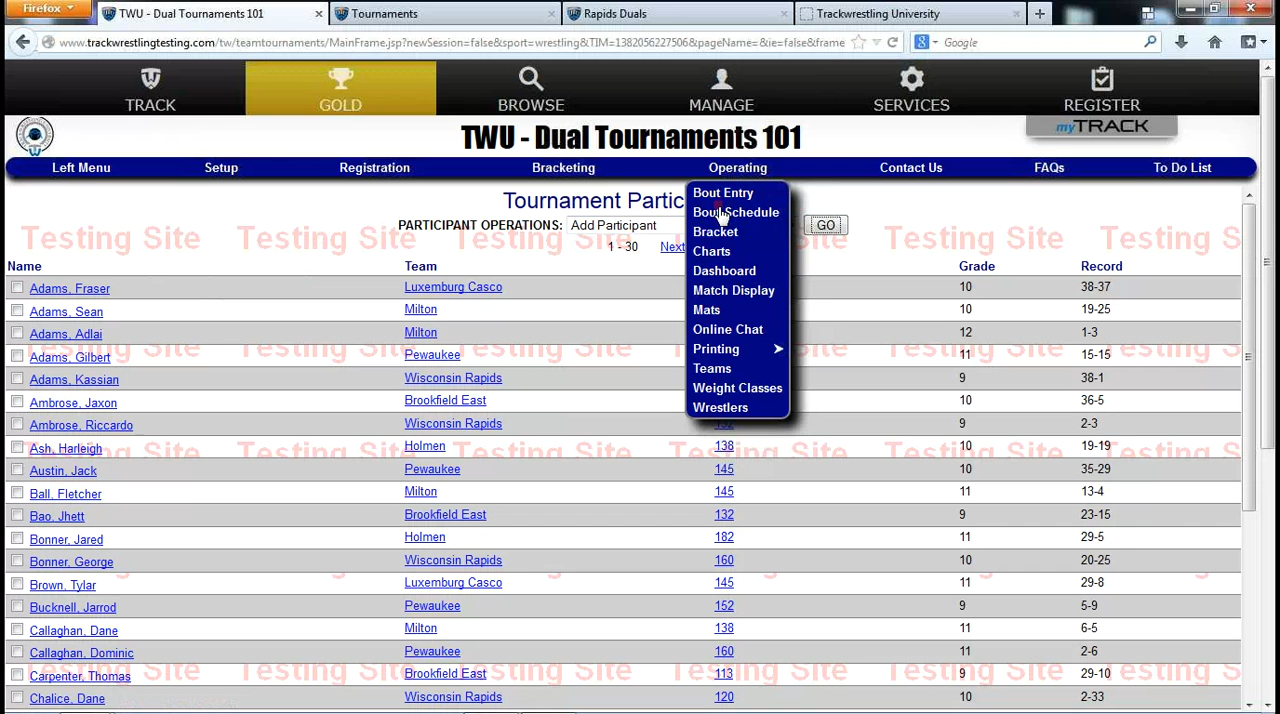 Firefox
TWU - Dual Tournaments 101
Tournaments
Rapids Duals
Trackwrestling University
www.trackwrestlingtesting.com/tw/teamtournaments/MainFrame.jsp?newSession=false&sport=wrestling&TIM=1382056227506&pageName=&ie=false&frame
Google
TRACK
GOLD
BROWSE
MANAGE
SERVICES
REGISTER
TWU - Dual Tournaments 101
myTRACK
Left Menu
Setup
Registration
Bracketing
Operating
Contact Us
FAQs
To Do List
Bout Entry
Bout Schedule
Bracket
Charts
Dashboard
Match Display
Mats
Online Chat
Printing
Teams
Weight Classes
Wrestlers
Tournament Partic
PARTICIPANT OPERATIONS: Add Participant GO
1 - 30 Next
Name Team Grade Record
Adams, Fraser Luxemburg Casco 10 38-37
Adams, Sean Milton 10 19-25
Adams, Adlai Milton 12 1-3
Adams, Gilbert Pewaukee 11 15-15
Adams, Kassian Wisconsin Rapids 9 38-1
Ambrose, Jaxon Brookfield East 10 36-5
Ambrose, Riccardo Wisconsin Rapids 132 9 2-3
Ash, Harleigh Holmen 138 10 19-19
Austin, Jack Pewaukee 145 10 35-29
Ball, Fletcher Milton 145 11 13-4
Bao, Jhett Brookfield East 132 9 23-15
Bonner, Jared Holmen 182 11 29-5
Bonner, George Wisconsin Rapids 160 10 20-25
Brown, Tylar Luxemburg Casco 145 11 29-8
Bucknell, Jarrod Pewaukee 152 9 5-9
Callaghan, Dane Milton 138 11 6-5
Callaghan, Dominic Pewaukee 160 11 2-6
Carpenter, Thomas Brookfield East 113 9 29-10
Chalice, Dane Wisconsin Rapids 120 10 2-33
Testing Site Testing Site Testing Site Testing Site Testing S